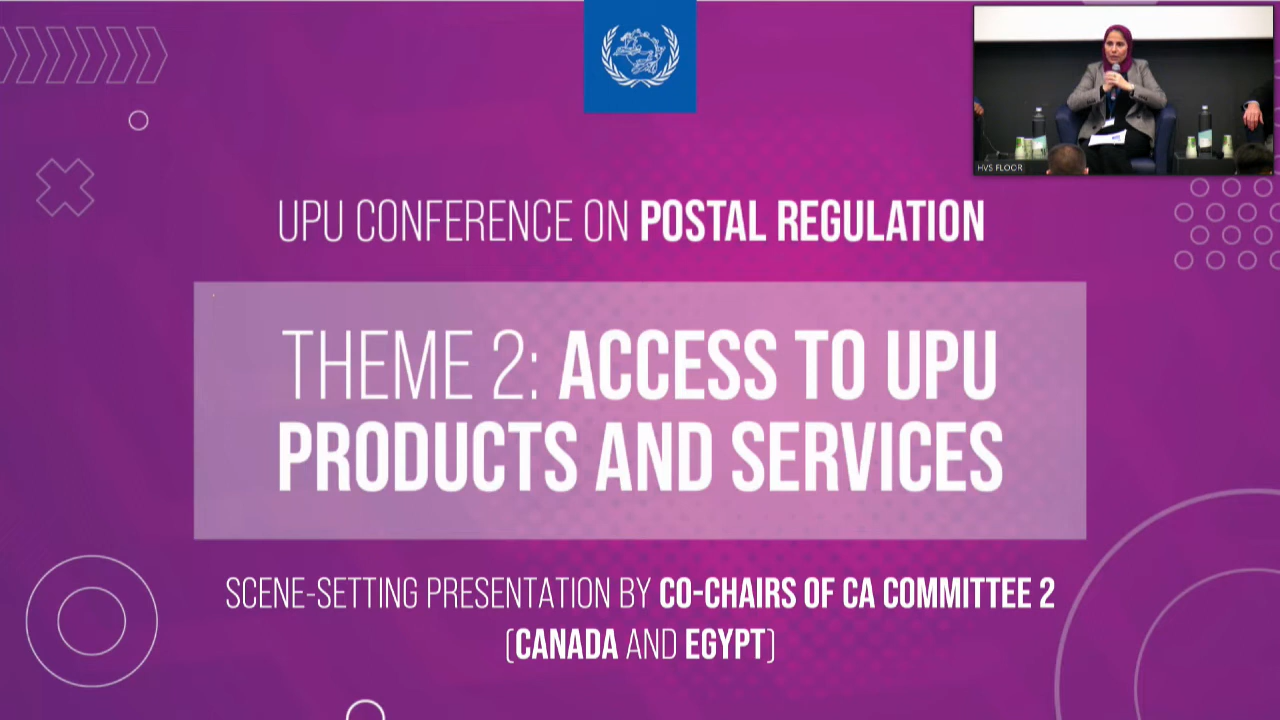 HVS FLOOR
UPU CONFERENCE ON POSTAL REGULATION
THEME 2: ACCESS TO UPU
PRODUCTS AND SERVICES
SCENE-SETTING PRESENTATION BY CO-CHAIRS OF CA COMMITTEE 2
(CANADA AND EGYPT)